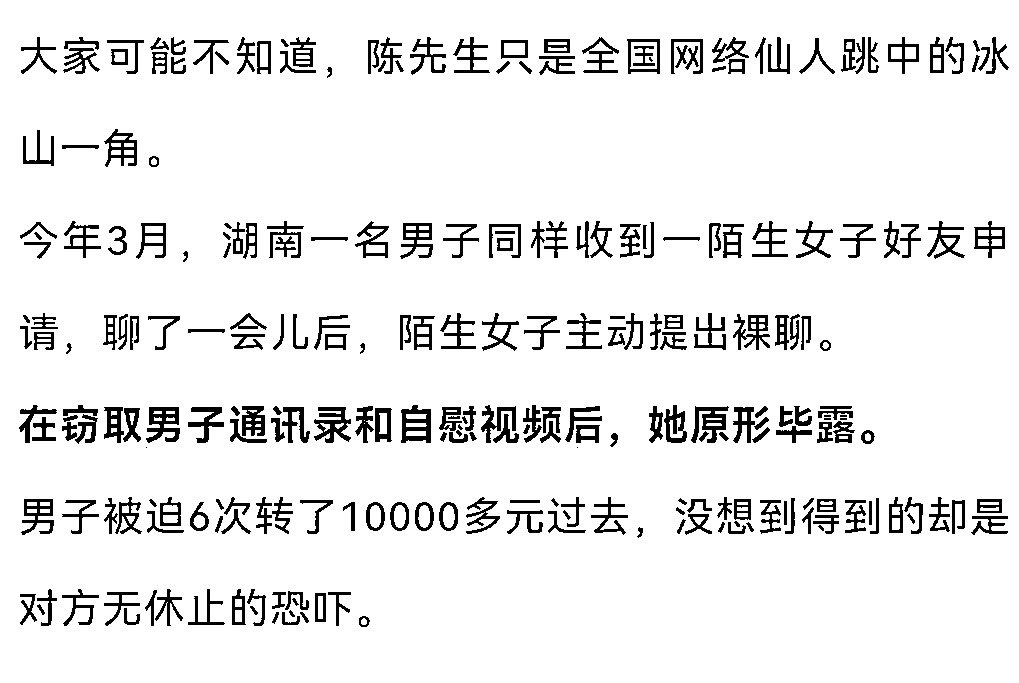 大家可能不知道，陈先生只是全国网络仙人跳中的冰
山一角。
今年3月，湖南一名男子同样收到一陌生女子好友申
请，聊了一会儿后，陌生女子主动提出裸聊。
在窃取男子通讯录和自慰视频后，她原形毕露。
男子被迫6次转了10000多元过去，没想到得到的却是
对方无休止的恐吓。